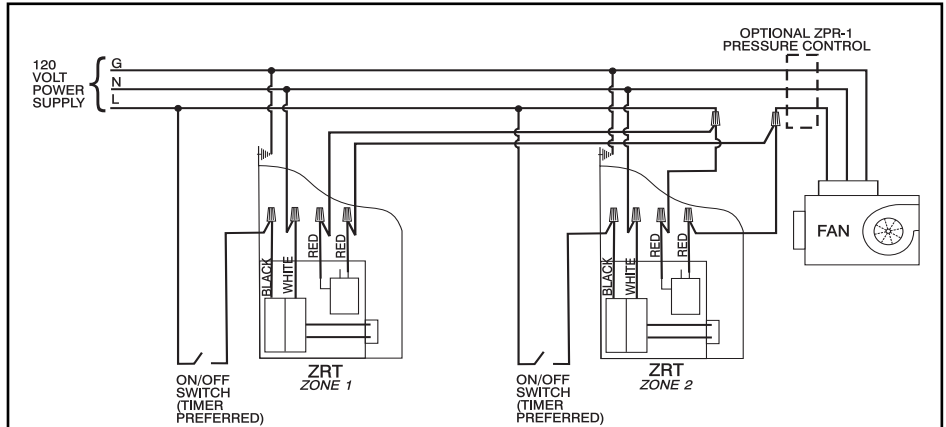 OPTIONAL ZPR-1
PRESSURE CONTROL
120
VOLT
POWER
SUPPLY
G
N
L
BLACK
WHITE
RED
RED
BLACK
WHITE
RED
RED
FAN
ZRT
ZONE 1
ZRT
ZONE 2
ON/OFF
SWITCH
(TIMER
PREFERRED)
ON/OFF
SWITCH
(TIMER
PREFERRED)